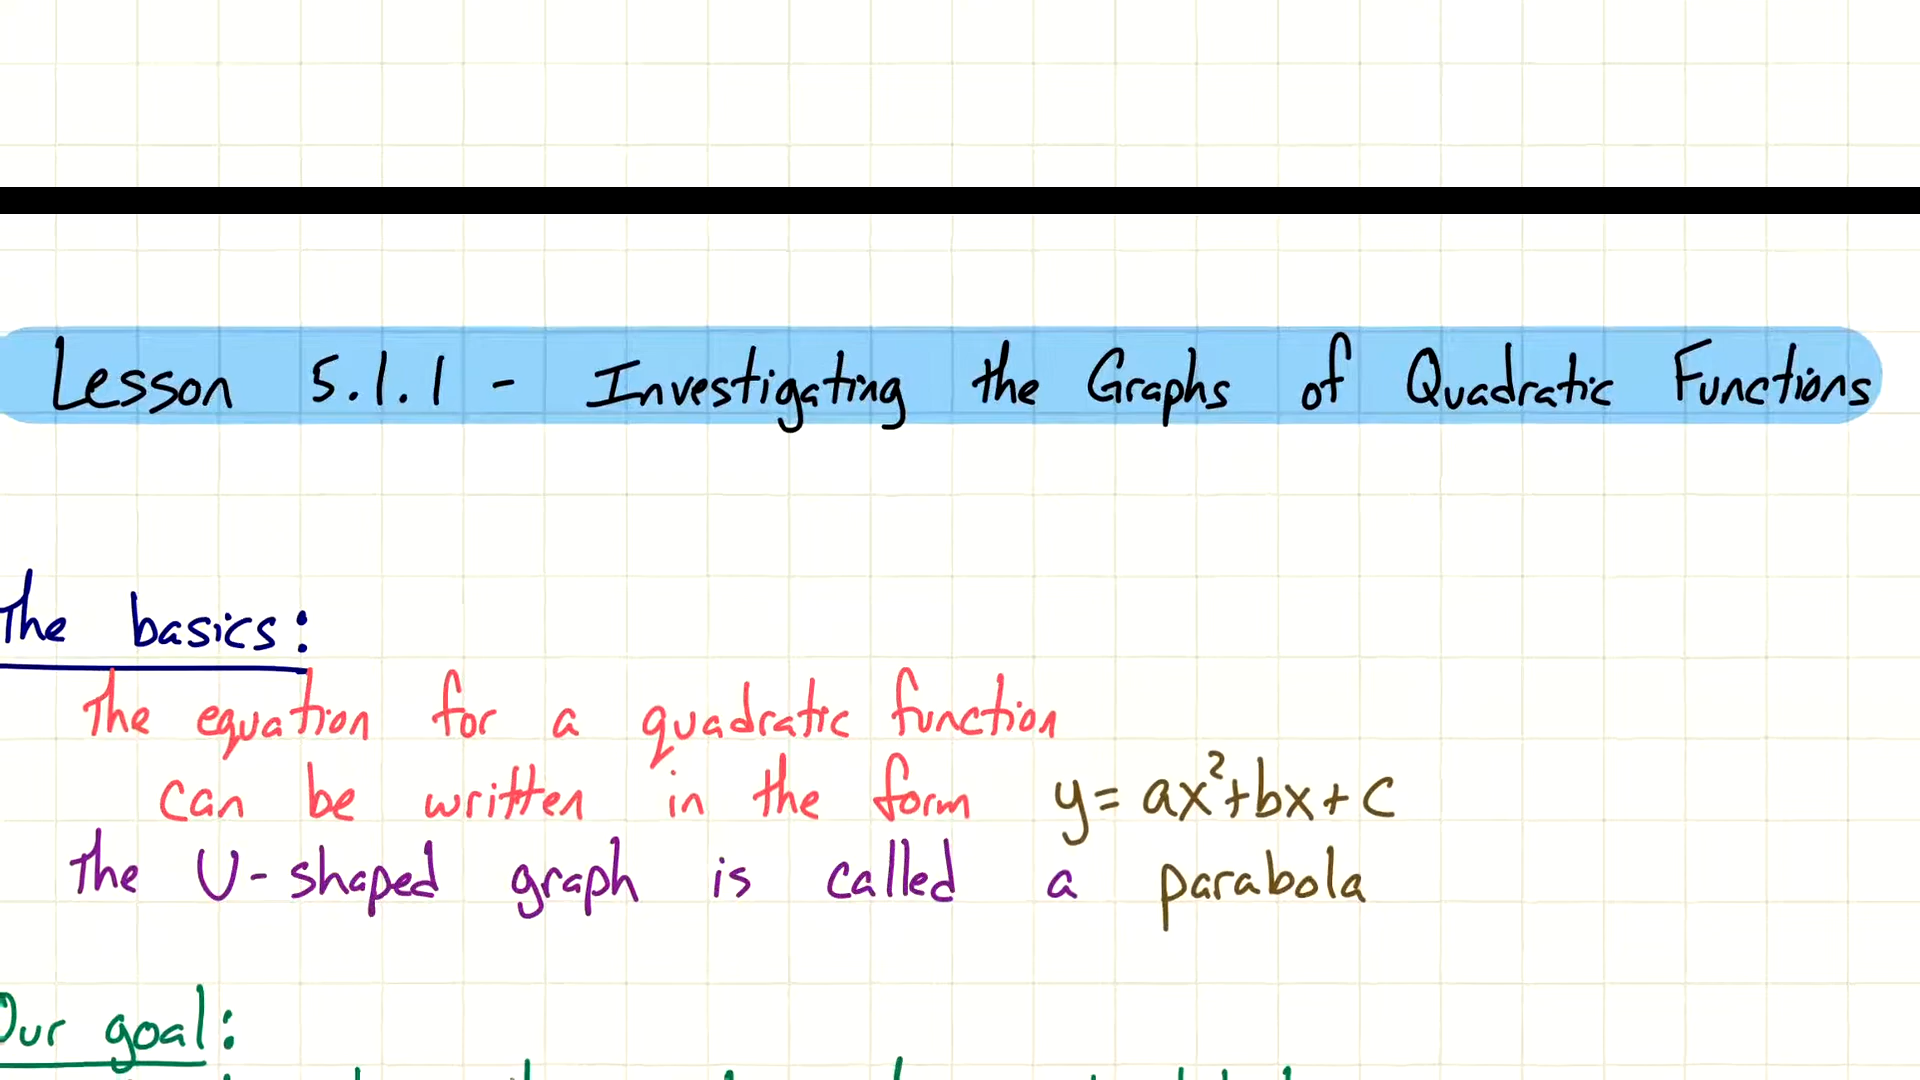 Lesson 5.1.1 - Investigating the Graphs of Quadratic Functions
The basics:
The equation for a quadratic function
can be written in the form y = ax²+bx+c
The U-shaped graph is called a parabola
Our goal: